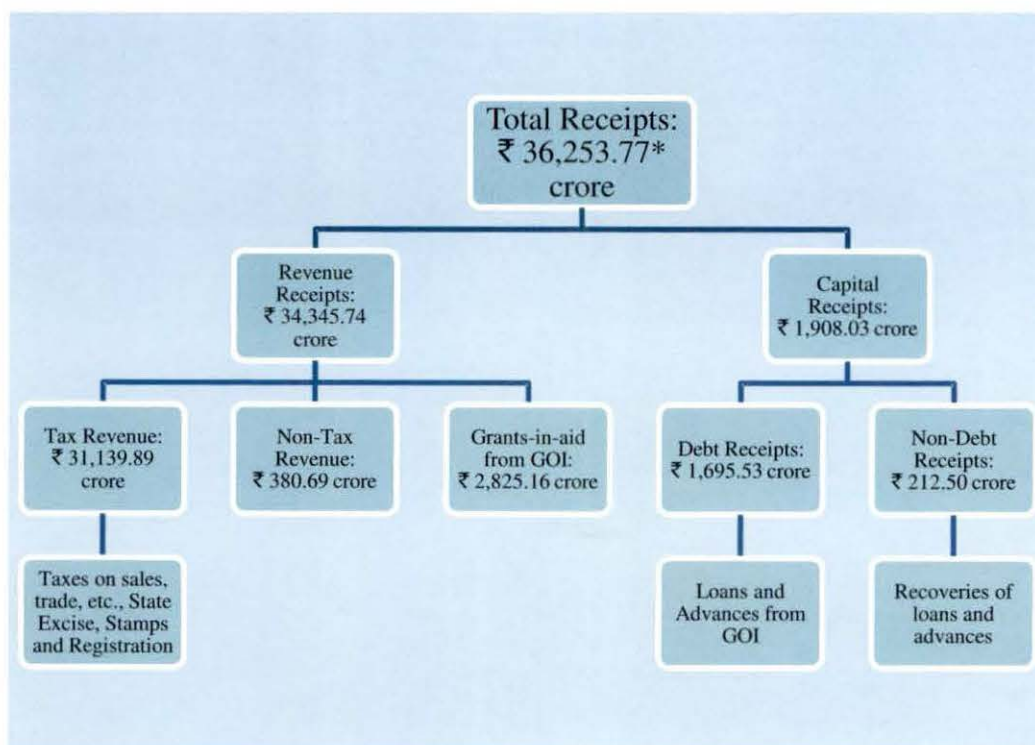 Total Receipts:
₹ 36,253.77*
crore
Revenue
Receipts:
₹ 34,345.74
crore
Capital
Receipts:
₹ 1,908.03 crore
Tax Revenue:
₹ 31,139.89
crore
Non-Tax
Revenue:
₹ 380.69 crore
Grants-in-aid
from GOI:
₹ 2,825.16 crore
Debt Receipts:
₹ 1,695.53 crore
Non-Debt
Receipts:
₹ 212.50 crore
Taxes on sales,
trade, etc., State
Excise, Stamps
and Registration
Loans and
Advances from
GOI
Recoveries of
loans and
advances